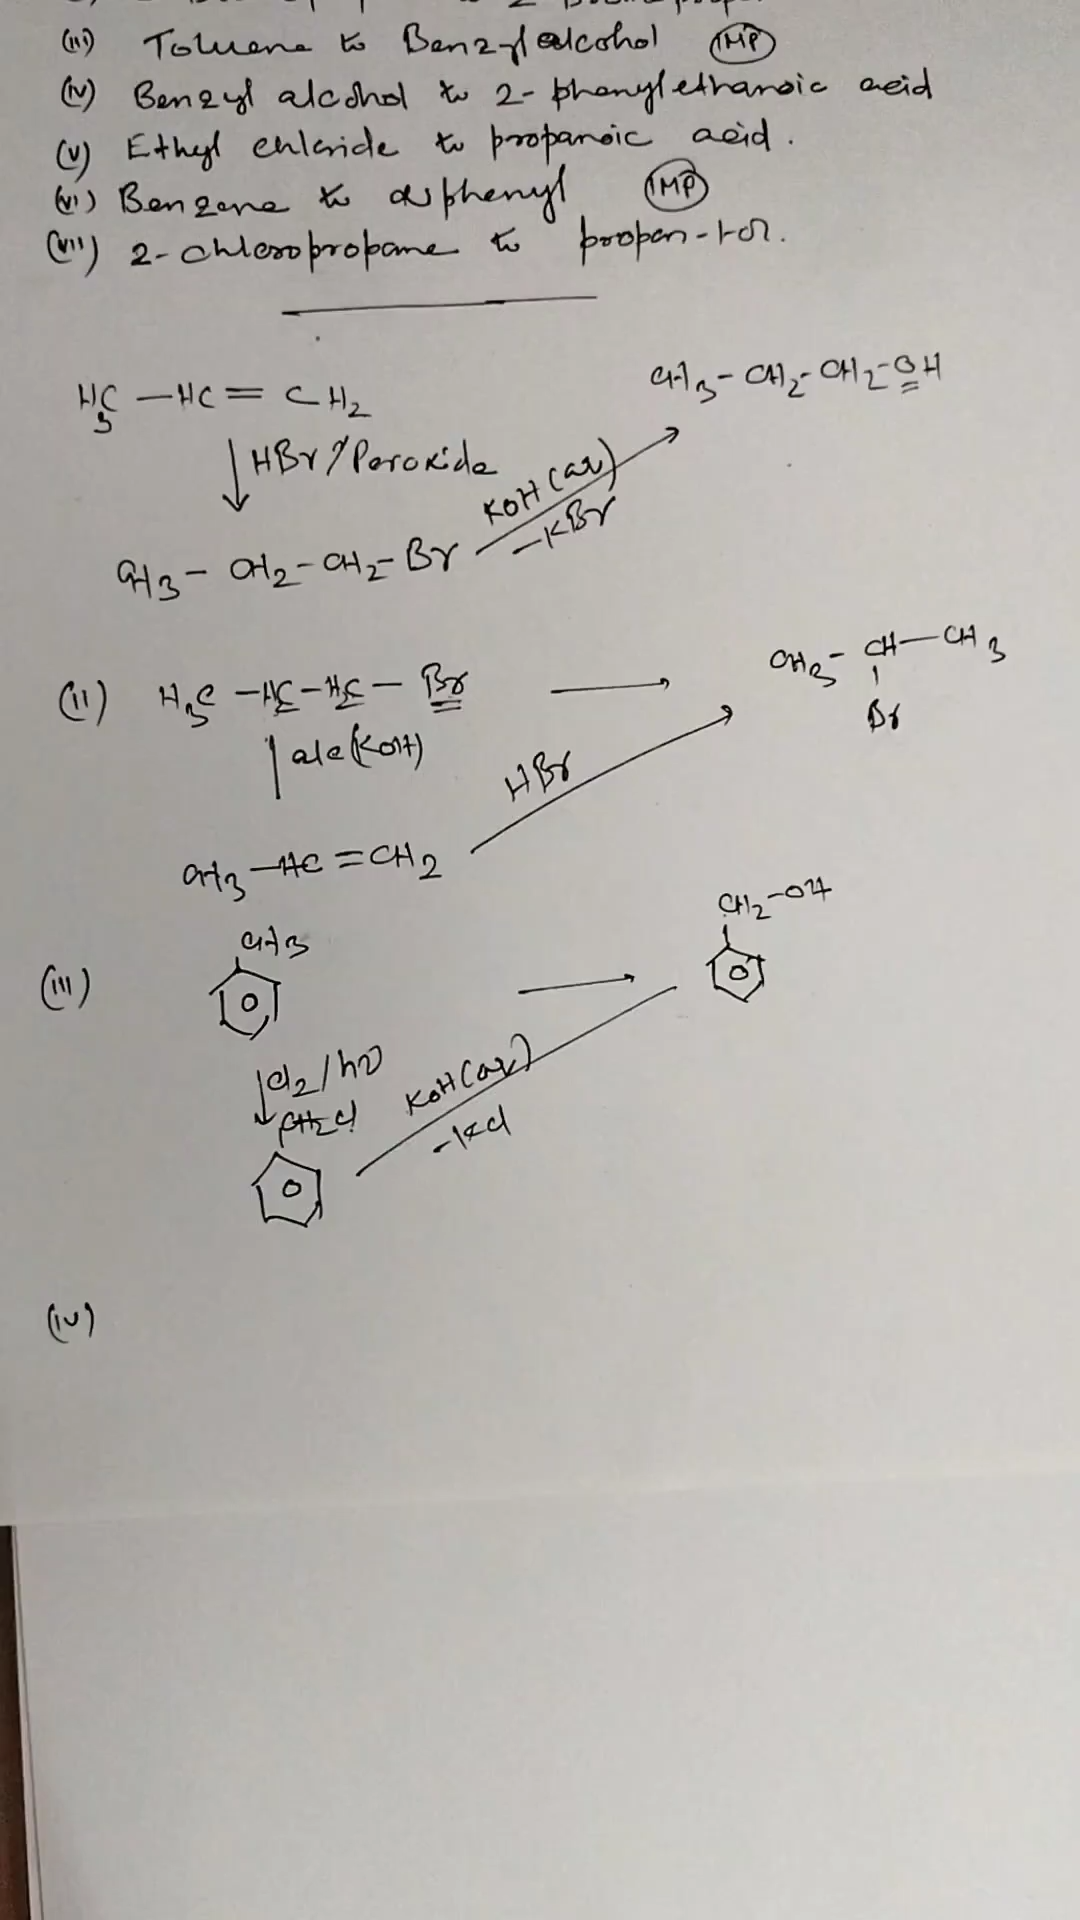 (iii) Toluene to Benzylalcohol (IMP)
(iv) Benzyl alcohol to 2-phenylethanoic acid
(v) Ethyl chloride to propanoic acid.
(vi) Benzene to diphenyl (IMP)
(vii) 2-chloropropane to propan-1-ol.
H3C—HC=CH2
CH3-CH2-CH2-OH
HBr/Peroxide
KOH(aq)
-KBr
CH3-CH2-CH2-Br
(ii) H3C-H2C-H2C-Br → CH3-CH-CH3
Br
alc(KOH)
HBr
CH3-HC=CH2
CH2-OH
(iii) CH3
Cl2/hν
KOH(aq)
CH2Cl
-KCl
(iv)